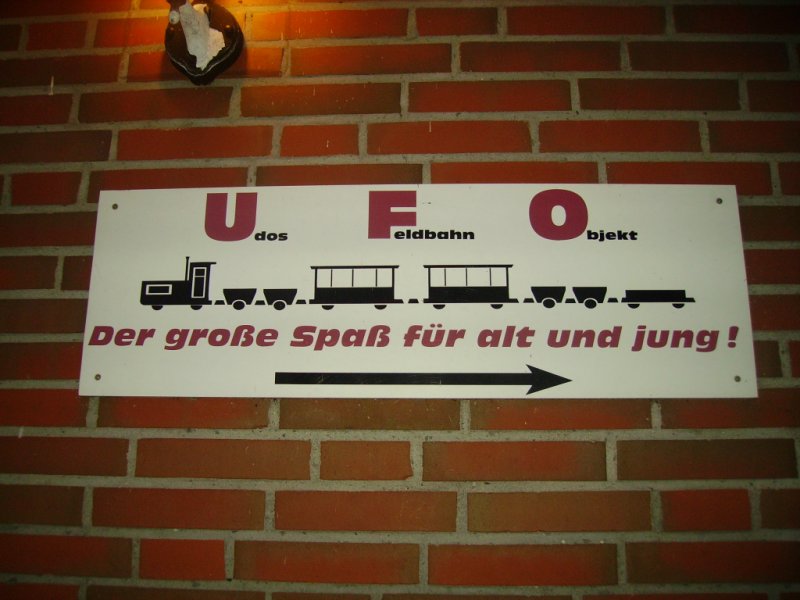 Udos Feldbahn Objekt
Der große Spaß für alt und jung !